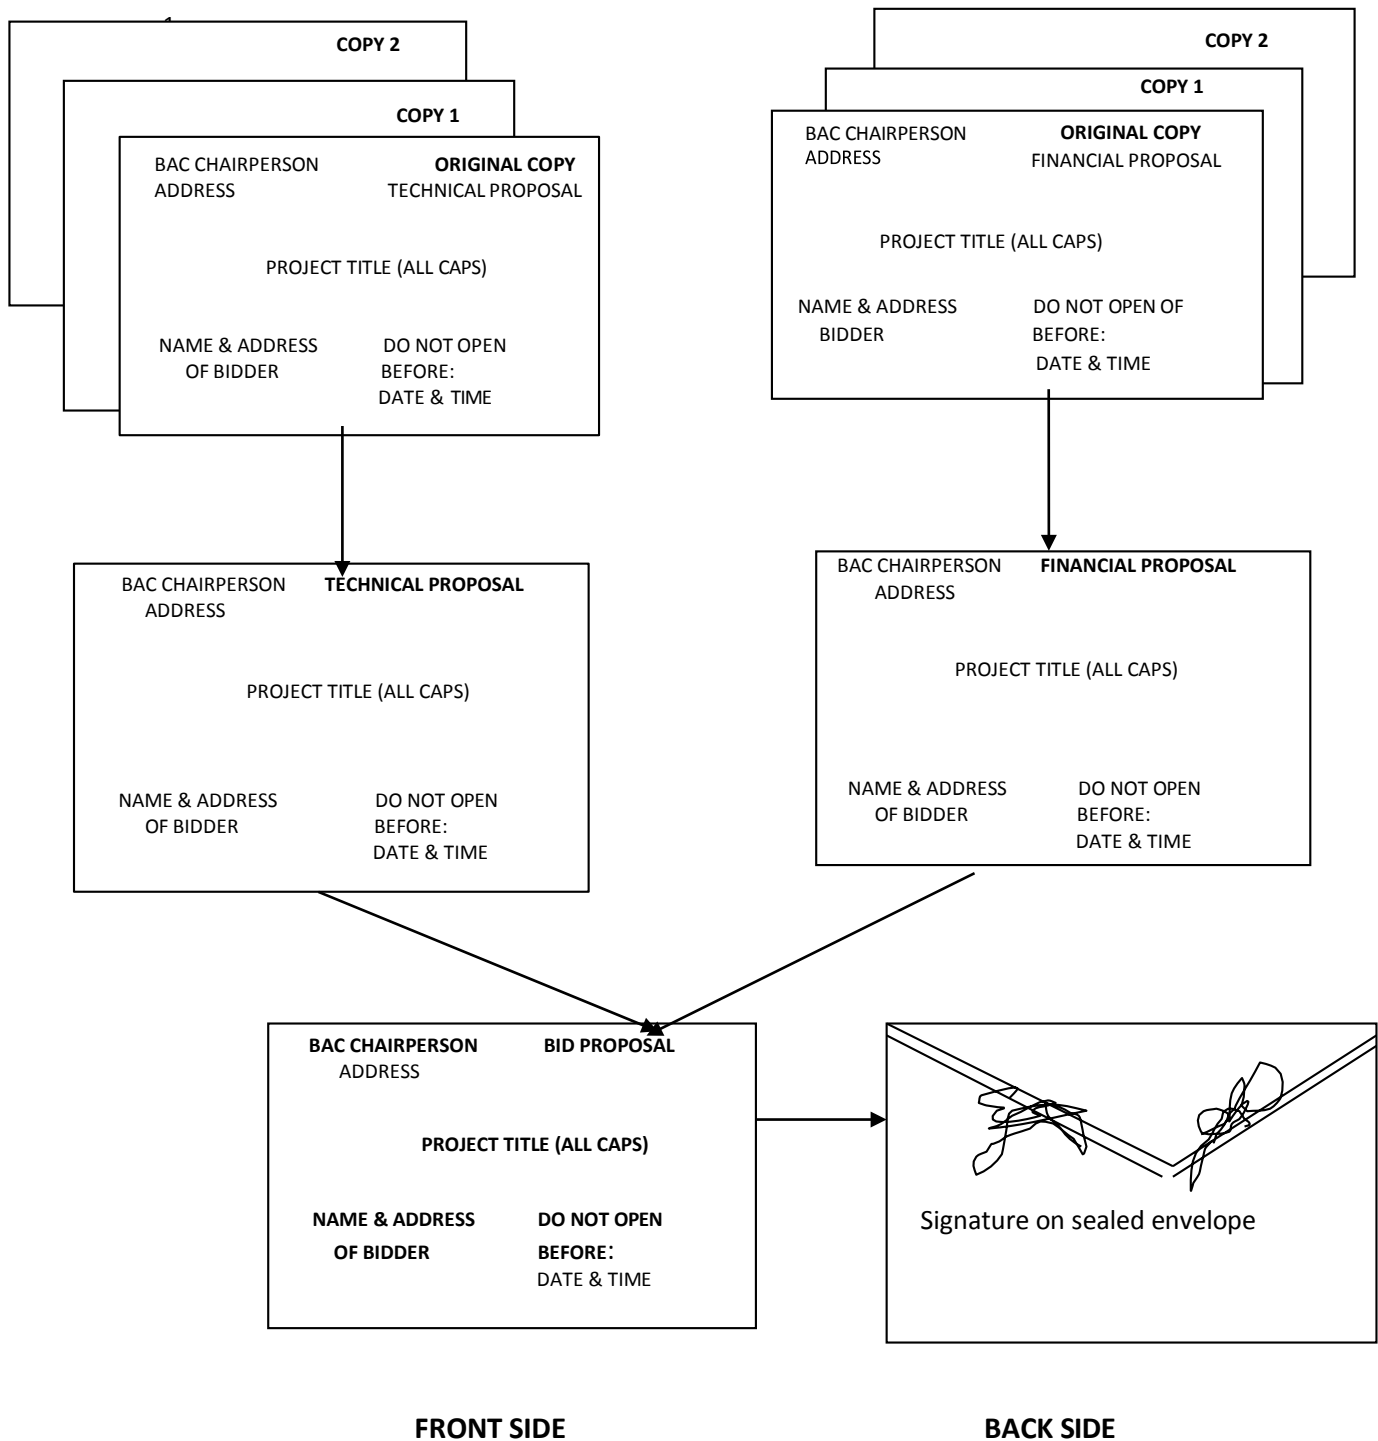 COPY 2
COPY 1
BAC CHAIRPERSON ORIGINAL COPY
ADDRESS TECHNICAL PROPOSAL
PROJECT TITLE (ALL CAPS)
NAME & ADDRESS DO NOT OPEN
OF BIDDER BEFORE:
DATE & TIME
COPY 2
COPY 1
BAC CHAIRPERSON ORIGINAL COPY
ADDRESS FINANCIAL PROPOSAL
PROJECT TITLE (ALL CAPS)
NAME & ADDRESS DO NOT OPEN OF
BIDDER BEFORE:
DATE & TIME
BAC CHAIRPERSON TECHNICAL PROPOSAL
ADDRESS
PROJECT TITLE (ALL CAPS)
NAME & ADDRESS DO NOT OPEN
OF BIDDER BEFORE:
DATE & TIME
BAC CHAIRPERSON FINANCIAL PROPOSAL
ADDRESS
PROJECT TITLE (ALL CAPS)
NAME & ADDRESS DO NOT OPEN
OF BIDDER BEFORE:
DATE & TIME
BAC CHAIRPERSON BID PROPOSAL
ADDRESS
PROJECT TITLE (ALL CAPS)
NAME & ADDRESS DO NOT OPEN
OF BIDDER BEFORE:
DATE & TIME
Signature on sealed envelope
FRONT SIDE BACK SIDE